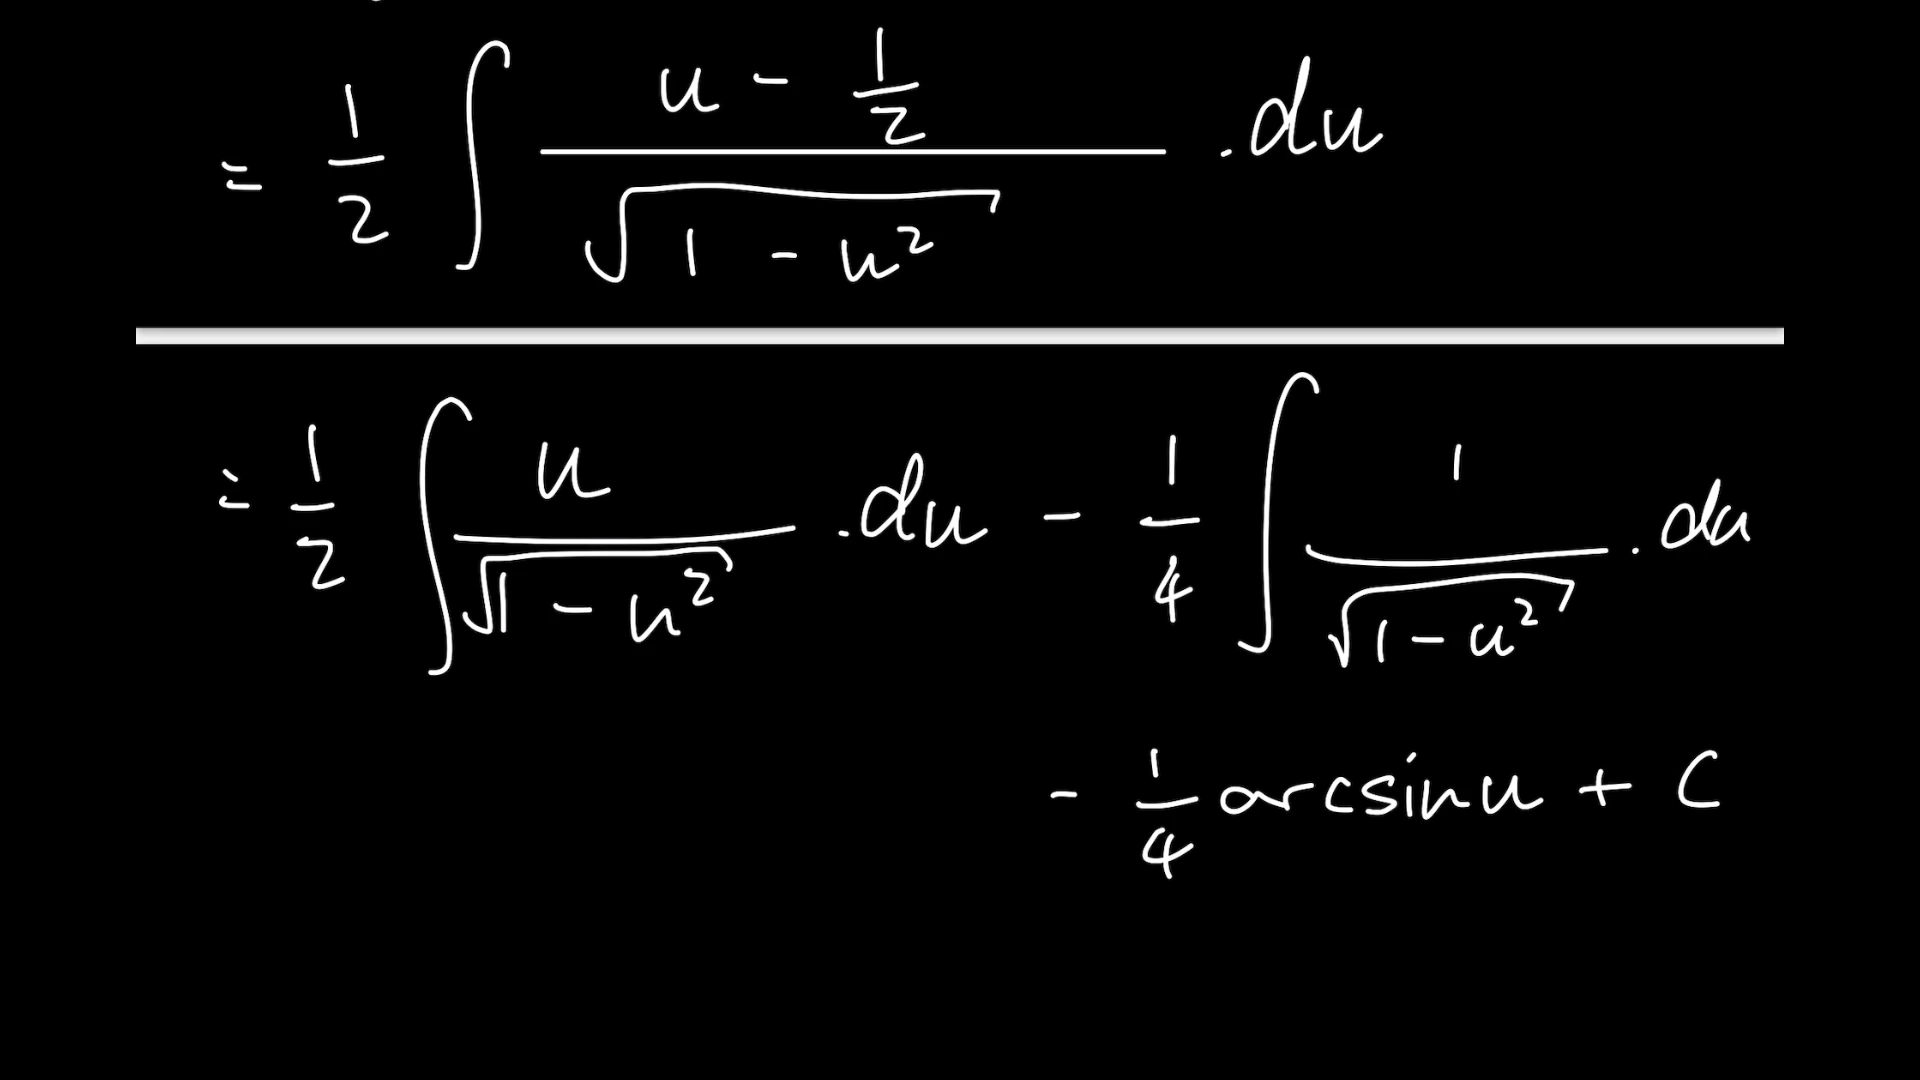 = 1/2 ∫ (u - 1/2)/√(1 - u²) . du
= 1/2 ∫ u/√(1 - u²) . du - 1/4 ∫ 1/√(1 - u²) . du
- 1/4 arcsin u + C